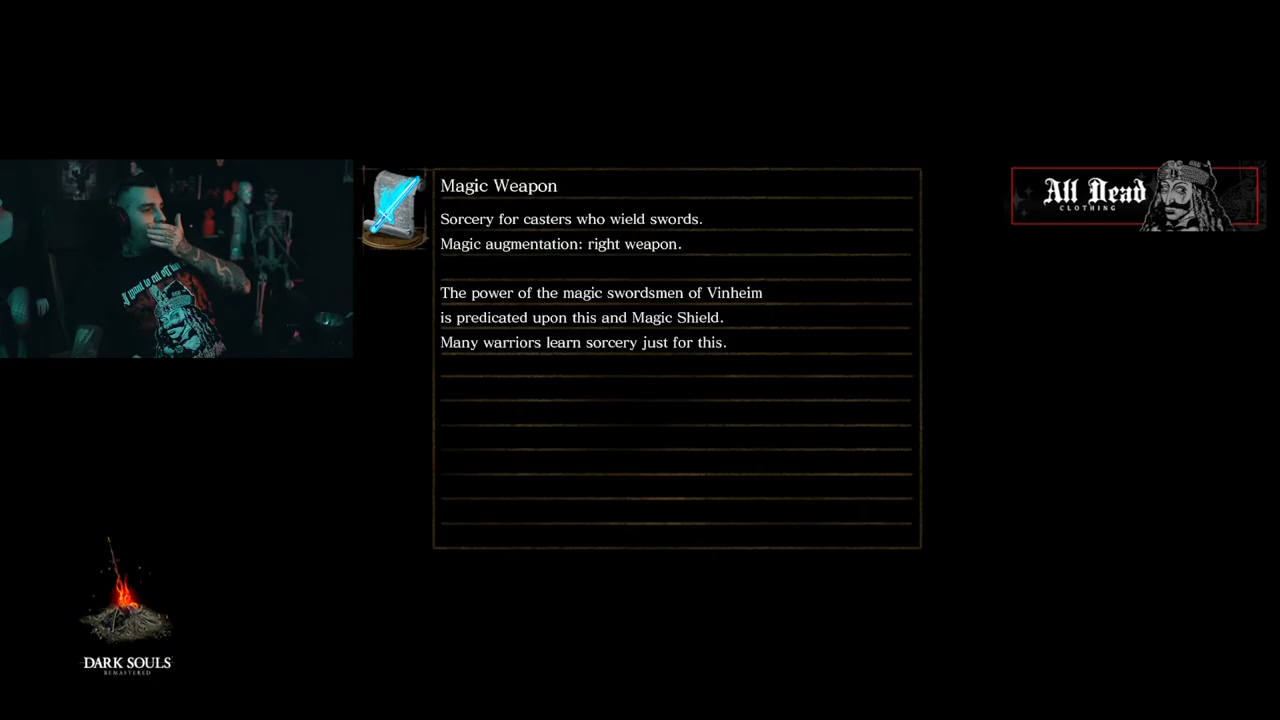 Magic Weapon
Sorcery for casters who wield swords.
Magic augmentation: right weapon.
The power of the magic swordsmen of Vinheim
is predicated upon this and Magic Shield.
Many warriors learn sorcery just for this.
All Dead
CLOTHING
I want to
DARK SOULS
REMASTERED